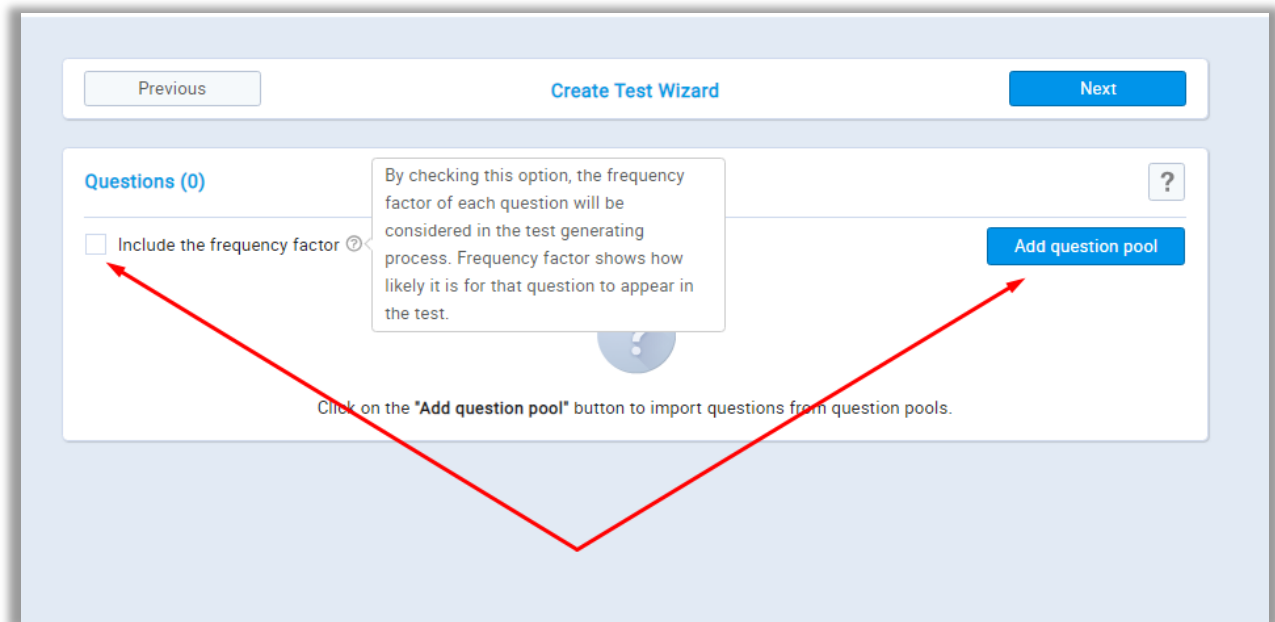 Previous
Create Test Wizard
Next
Questions (0)
?
Include the frequency factor ?
By checking this option, the frequency
factor of each question will be
considered in the test generating
process. Frequency factor shows how
likely it is for that question to appear in
the test.
Add question pool
?
Click on the "Add question pool" button to import questions from question pools.